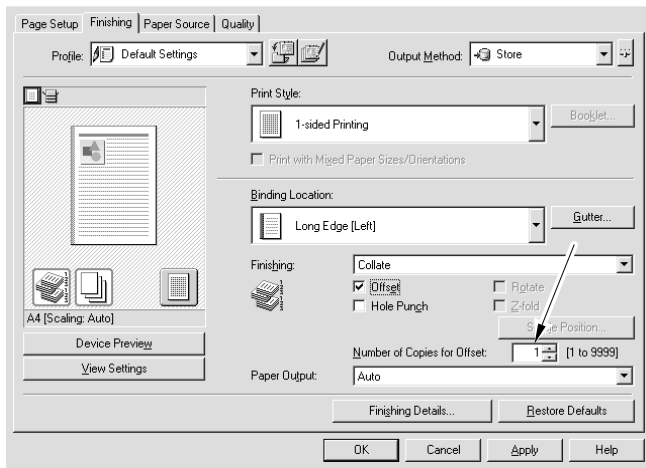 Page Setup Finishing Paper Source Quality
Profile: Default Settings Output Method: Store
Print Style:
1-sided Printing Booklet...
Print with Mixed Paper Sizes/Orientations
Binding Location:
Long Edge [Left] Gutter...
Finishing: Collate
Offset Rotate
Hole Punch Z-fold
A4 [Scaling: Auto] Position...
Device Preview
Number of Copies for Offset: 1 [1 to 9999]
View Settings
Paper Output: Auto
Finishing Details... Restore Defaults
OK Cancel Apply Help